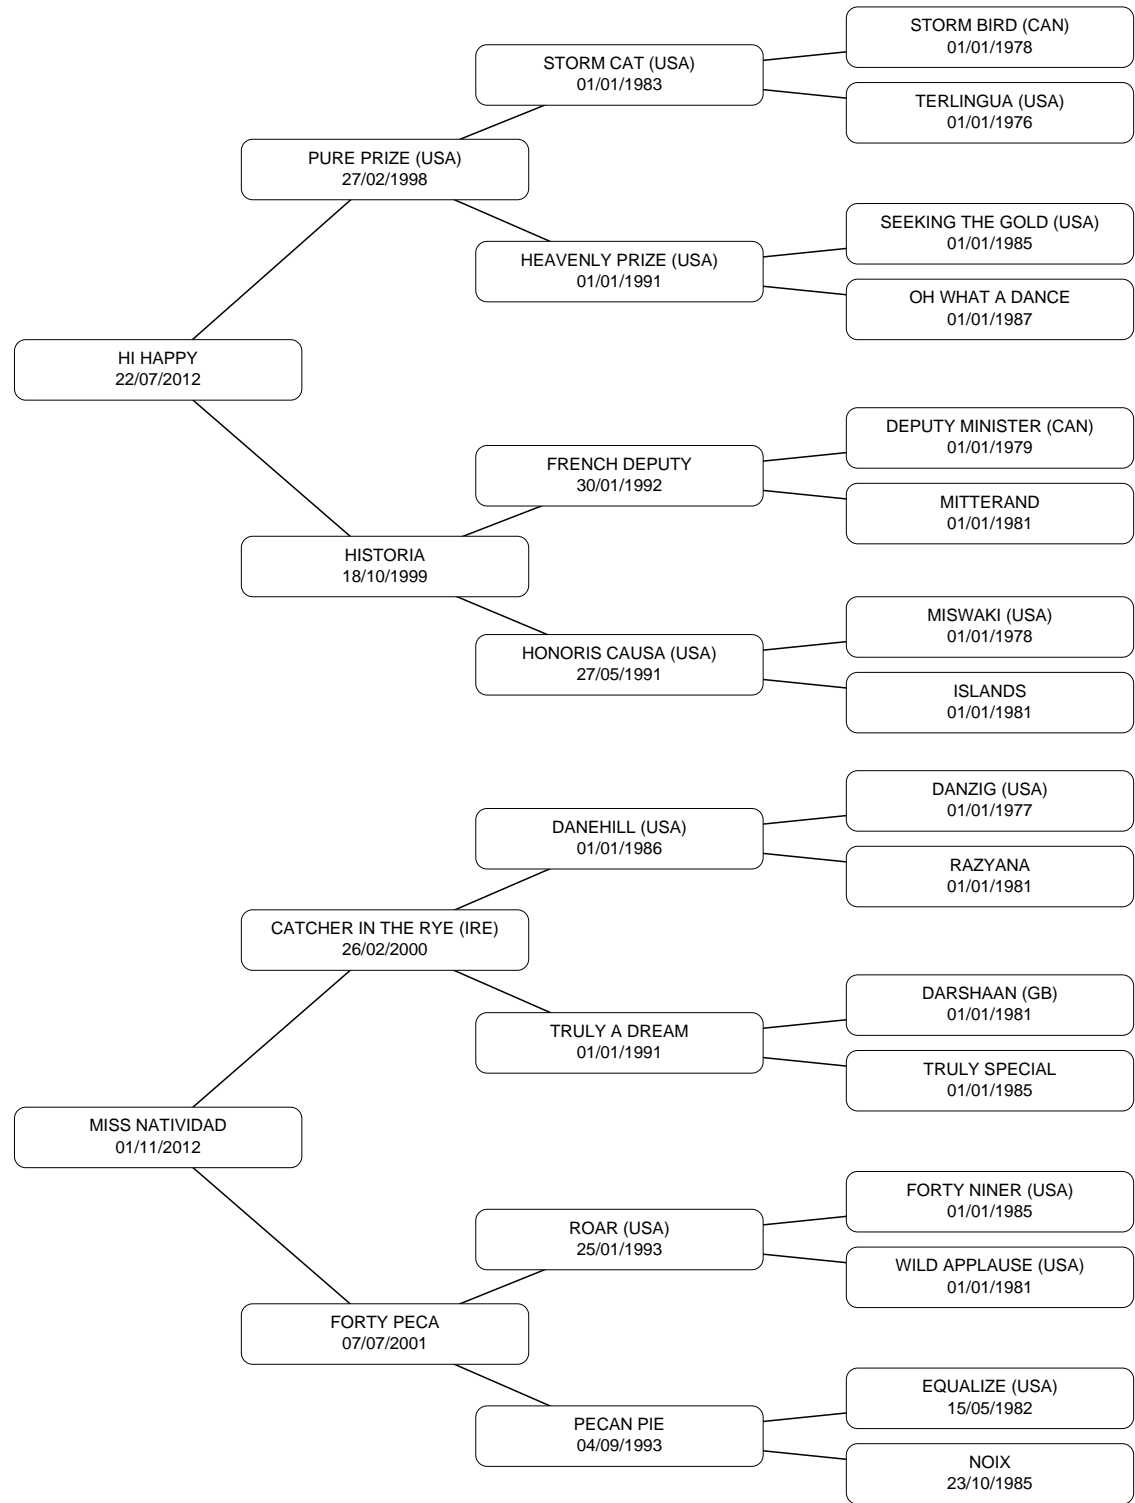 STORM BIRD (CAN)
01/01/1978
STORM CAT (USA)
01/01/1983
TERLINGUA (USA)
01/01/1976
PURE PRIZE (USA)
27/02/1998
SEEKING THE GOLD (USA)
01/01/1985
HEAVENLY PRIZE (USA)
01/01/1991
OH WHAT A DANCE
01/01/1987
HI HAPPY
22/07/2012
DEPUTY MINISTER (CAN)
01/01/1979
FRENCH DEPUTY
30/01/1992
MITTERAND
01/01/1981
HISTORIA
18/10/1999
MISWAKI (USA)
01/01/1978
HONORIS CAUSA (USA)
27/05/1991
ISLANDS
01/01/1981
DANZIG (USA)
01/01/1977
DANEHILL (USA)
01/01/1986
RAZYANA
01/01/1981
CATCHER IN THE RYE (IRE)
26/02/2000
DARSHAAN (GB)
01/01/1981
TRULY A DREAM
01/01/1991
TRULY SPECIAL
01/01/1985
MISS NATIVIDAD
01/11/2012
FORTY NINER (USA)
01/01/1985
ROAR (USA)
25/01/1993
WILD APPLAUSE (USA)
01/01/1981
FORTY PECA
07/07/2001
EQUALIZE (USA)
15/05/1982
PECAN PIE
04/09/1993
NOIX
23/10/1985